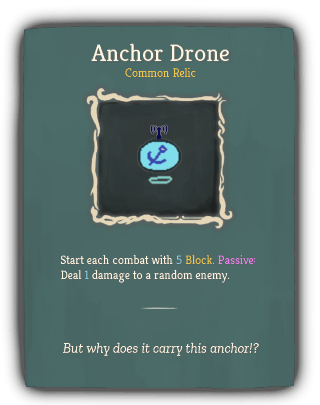 Anchor Drone
Common Relic
Start each combat with 5 Block. Passive:
Deal 1 damage to a random enemy.
But why does it carry this anchor!?